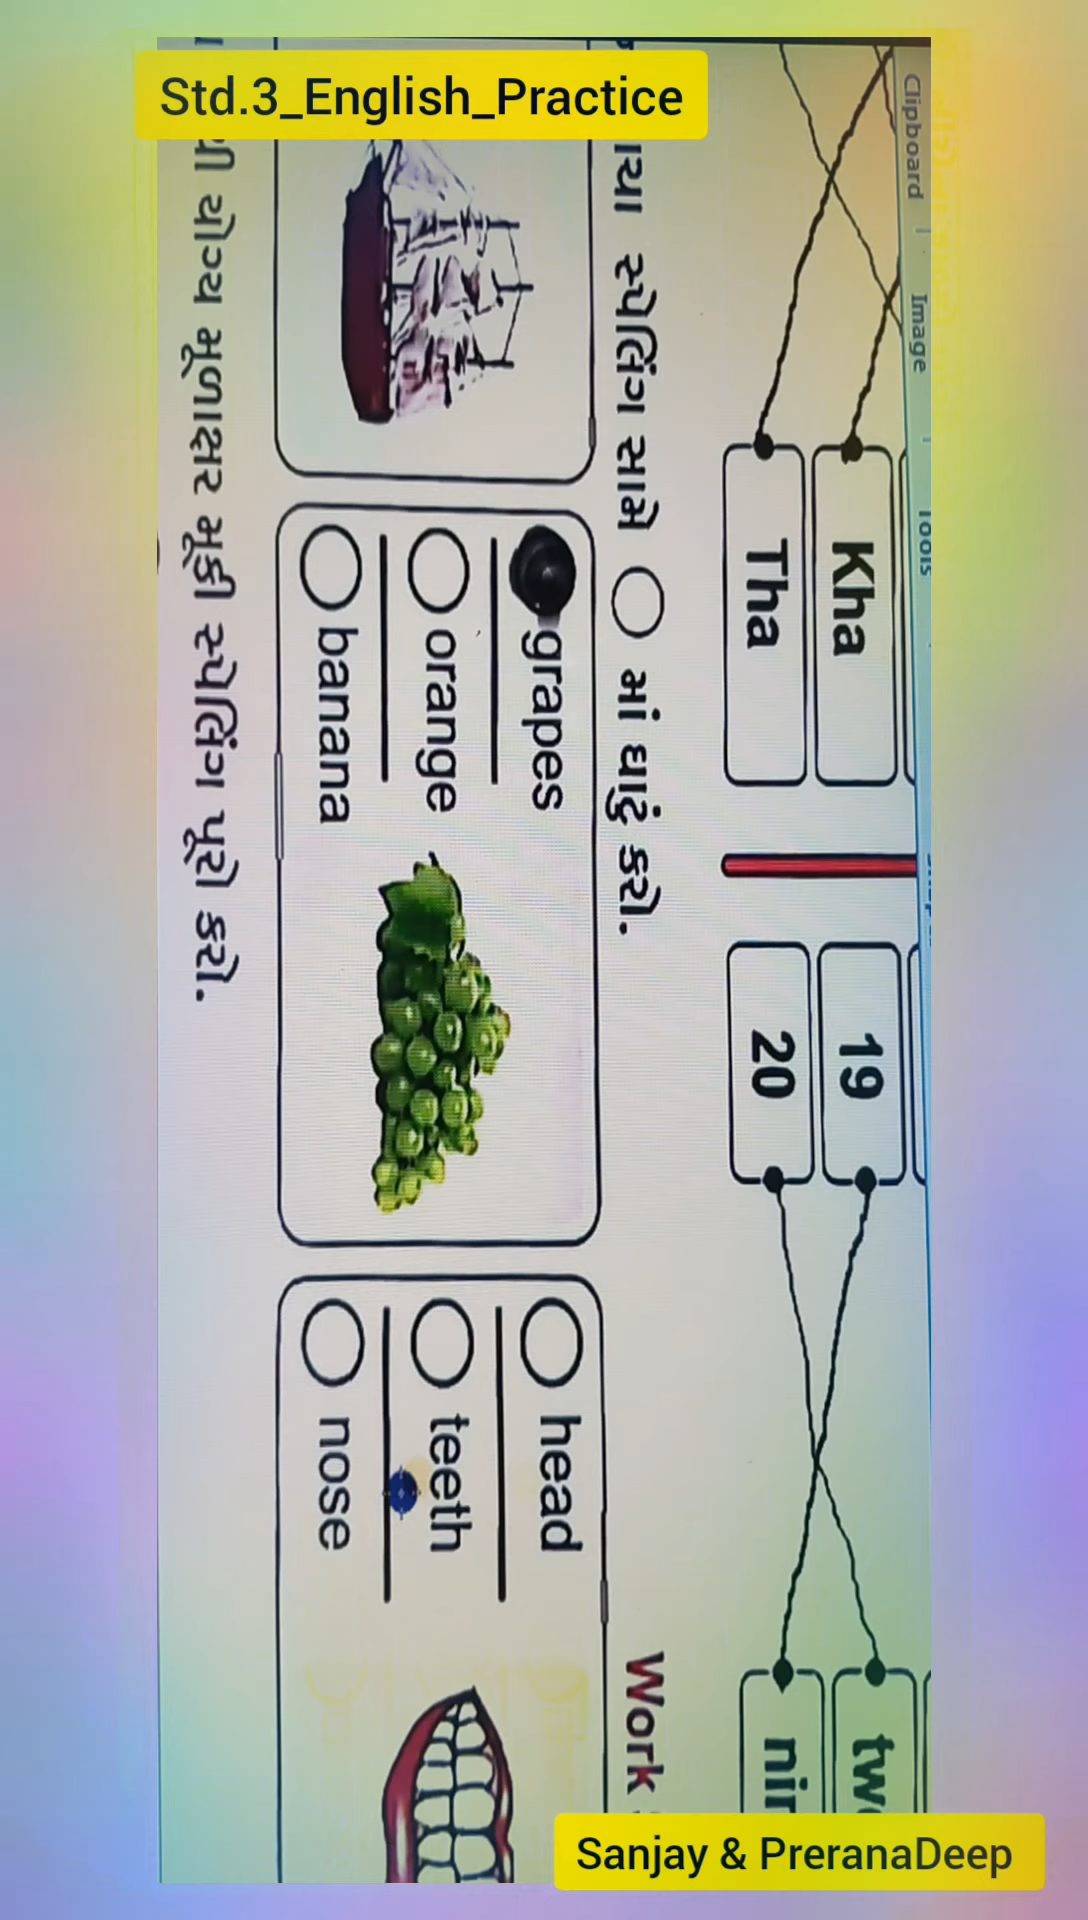 Std.3_English_Practice
Clipboard
Image
Tools
Kha
19
Tha
20
સ્પેલિંગ સામે ○ માં ઘાટું કરો.
Work
grapes
orange
banana
head
teeth
nose
યોગ્ય મૂળાક્ષર મૂકી સ્પેલિંગ પૂરો કરો.
Sanjay & PreranaDeep